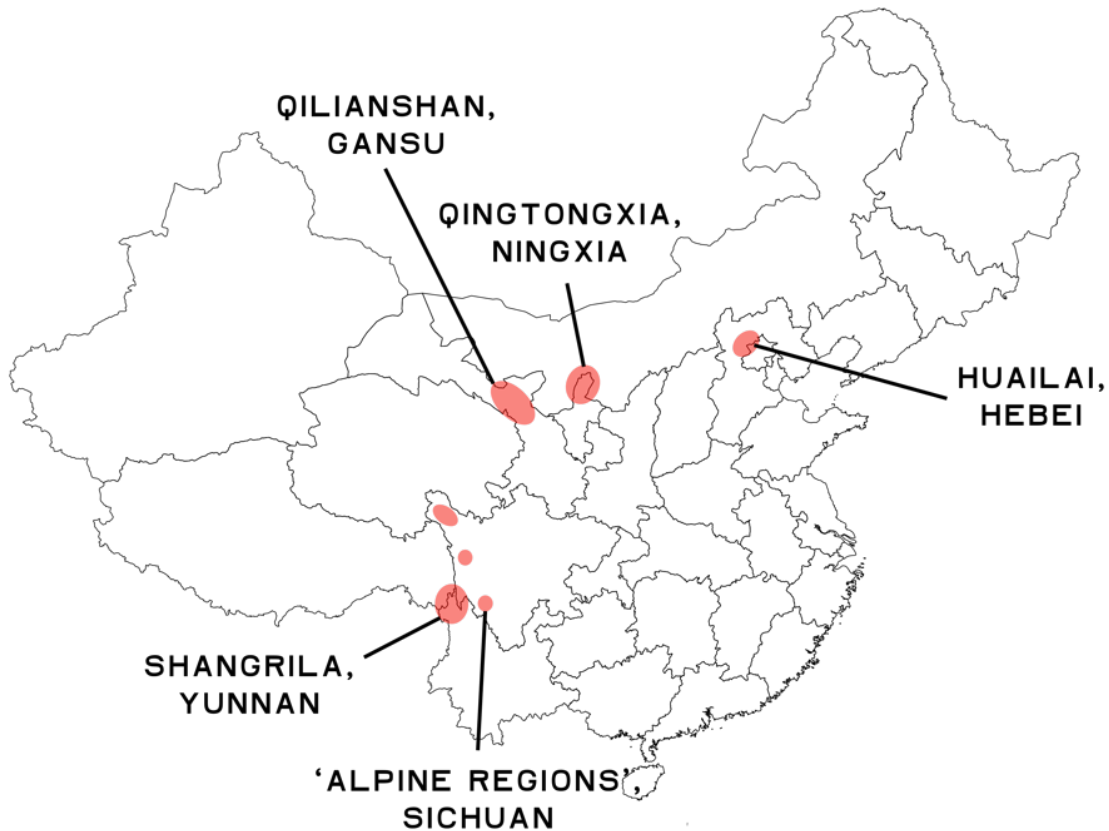 QILIANSHAN,
GANSU
QINGTONGXIA,
NINGXIA
HUAILAI,
HEBEI
SHANGRILA,
YUNNAN
‘ALPINE REGIONS’,
SICHUAN